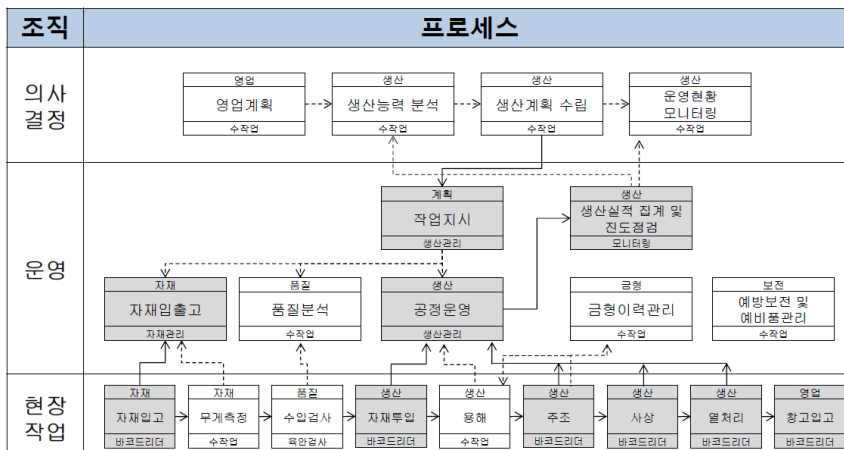 조직
프로세스
의사
결정
영업
영업계획
수작업
생산
생산능력 분석
수작업
생산
생산계획 수립
수작업
생산
운영현황
모니터링
수작업
운영
계획
작업지시
생산관리
생산
생산실적 집계 및
진도점검
모니터링
자재
자재입출고
자재관리
품질
품질분석
수작업
생산
공정운영
생산관리
금형
금형이력관리
수작업
보전
예방보전 및
예비품관리
수작업
현장
작업
자재
자재입고
바코드리더
자재
무게측정
수작업
품질
수입검사
육안검사
생산
자재투입
바코드리더
생산
용해
수작업
생산
주조
바코드리더
생산
사상
바코드리더
생산
열처리
바코드리더
영업
창고입고
바코드리더